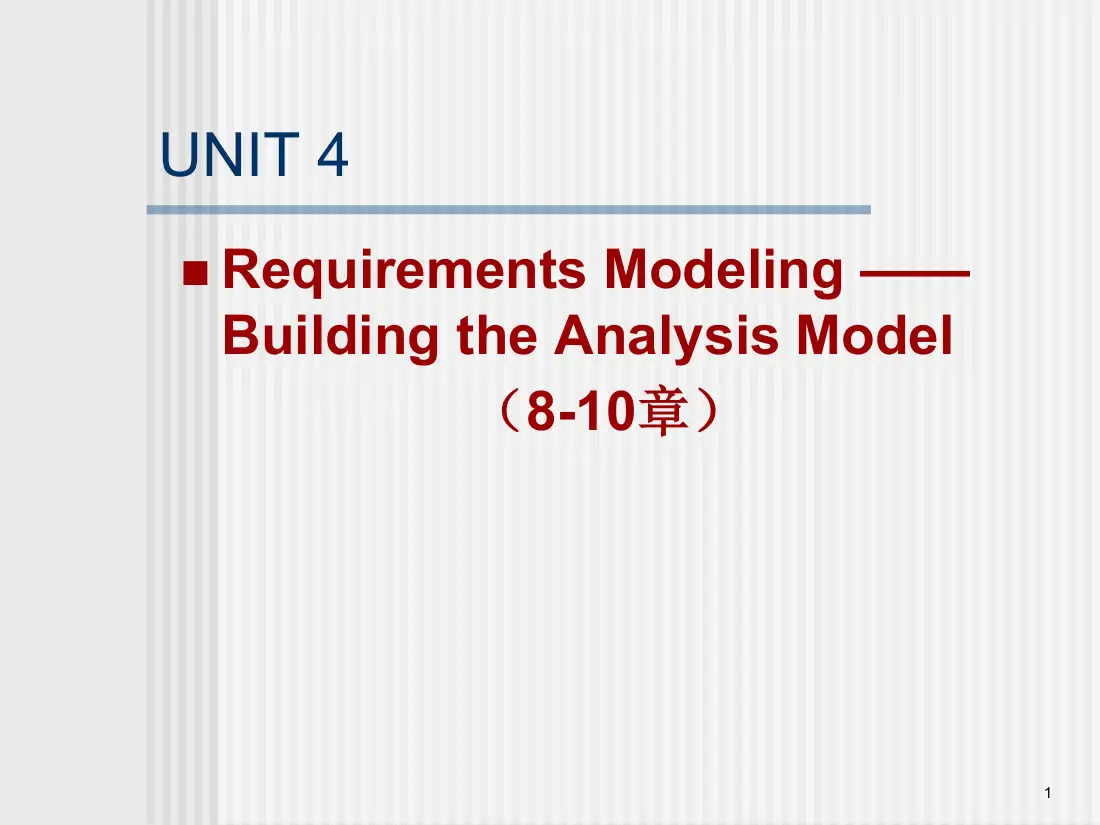 UNIT 4
■ Requirements Modeling ——
Building the Analysis Model
（8-10章）
1